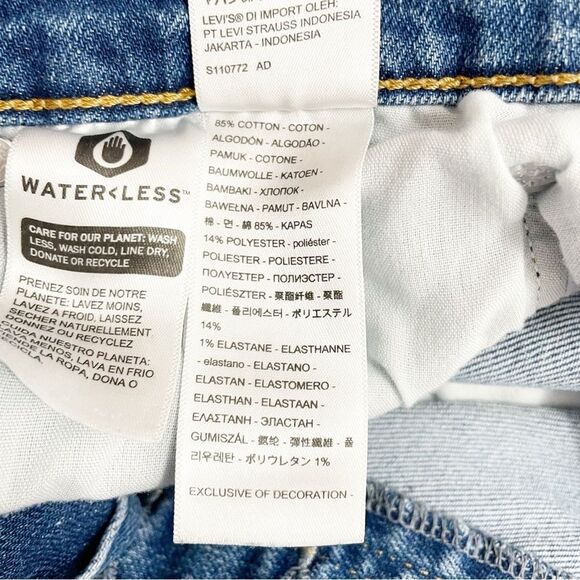 LEVI'S® DI IMPORT OLEH:
PT LEVI STRAUSS INDONESIA
JAKARTA - INDONESIA
S110772 AD
WATER<LESS™
CARE FOR OUR PLANET: WASH
LESS, WASH COLD, LINE DRY,
DONATE OR RECYCLE
PRENEZ SOIN DE NOTRE
PLANETE: LAVEZ MOINS,
LAVEZ A FROID, LAISSEZ
SECHER NATURELLEMENT
DONNEZ OU RECYCLEZ
CUIDA NUESTRO PLANETA:
LAVA MENOS, LAVA EN FRIO
TIENDE LA ROPA, DONA O
RECICLA.
85% COTTON - COTON -
ALGODÓN - ALGODÃO -
PAMUK - COTONE -
BAUMWOLLE - KATOEN -
BAMBAKI - ХЛОПОК -
BAWEŁNA - PAMUT - BAVLNA -
棉 - 면 - 綿 85% - KAPAS
14% POLYESTER - poliéster -
POLIESTER - POLIESTERE -
ΠΟΛΥΕΣΤΕΡ - ПОЛИЭСТЕР -
POLIÉSZTER - 聚酯纤维 - 聚酯
纖維 - 폴리에스터 - ポリエステル
14%
1% ELASTANE - ELASTHANNE
- elastano - ELASTANO -
ELASTAN - ELASTOMERO -
ELASTHAN - ELASTAAN -
ΕΛΑΣΤΑΝΗ - ЭЛАСТАН -
GUMISZÁL - 氨纶 - 彈性纖維 - 폴
리우레탄 - ポリウレタン 1%
EXCLUSIVE OF DECORATION -